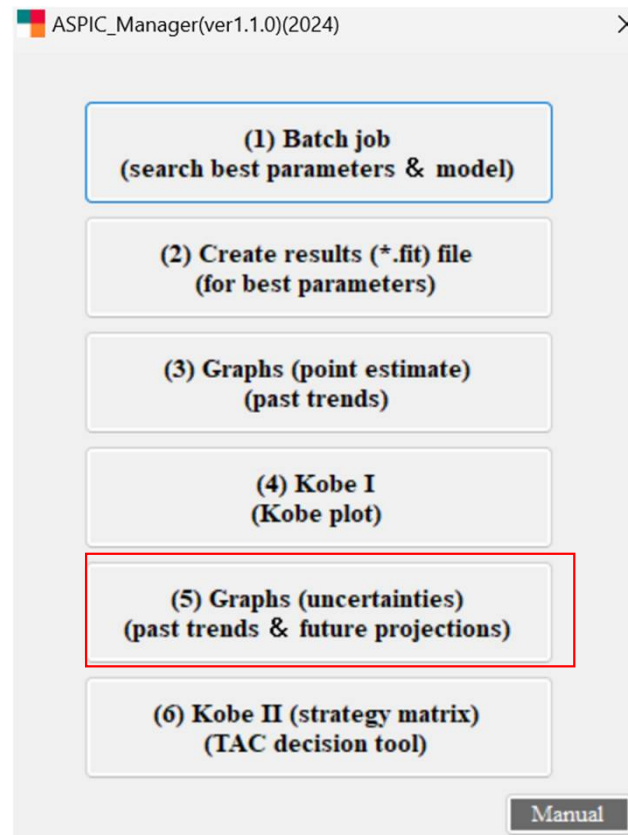 ASPIC_Manager(ver1.1.0)(2024)
(1) Batch job
(search best parameters & model)
(2) Create results (*.fit) file
(for best parameters)
(3) Graphs (point estimate)
(past trends)
(4) Kobe I
(Kobe plot)
(5) Graphs (uncertainties)
(past trends & future projections)
(6) Kobe II (strategy matrix)
(TAC decision tool)
Manual